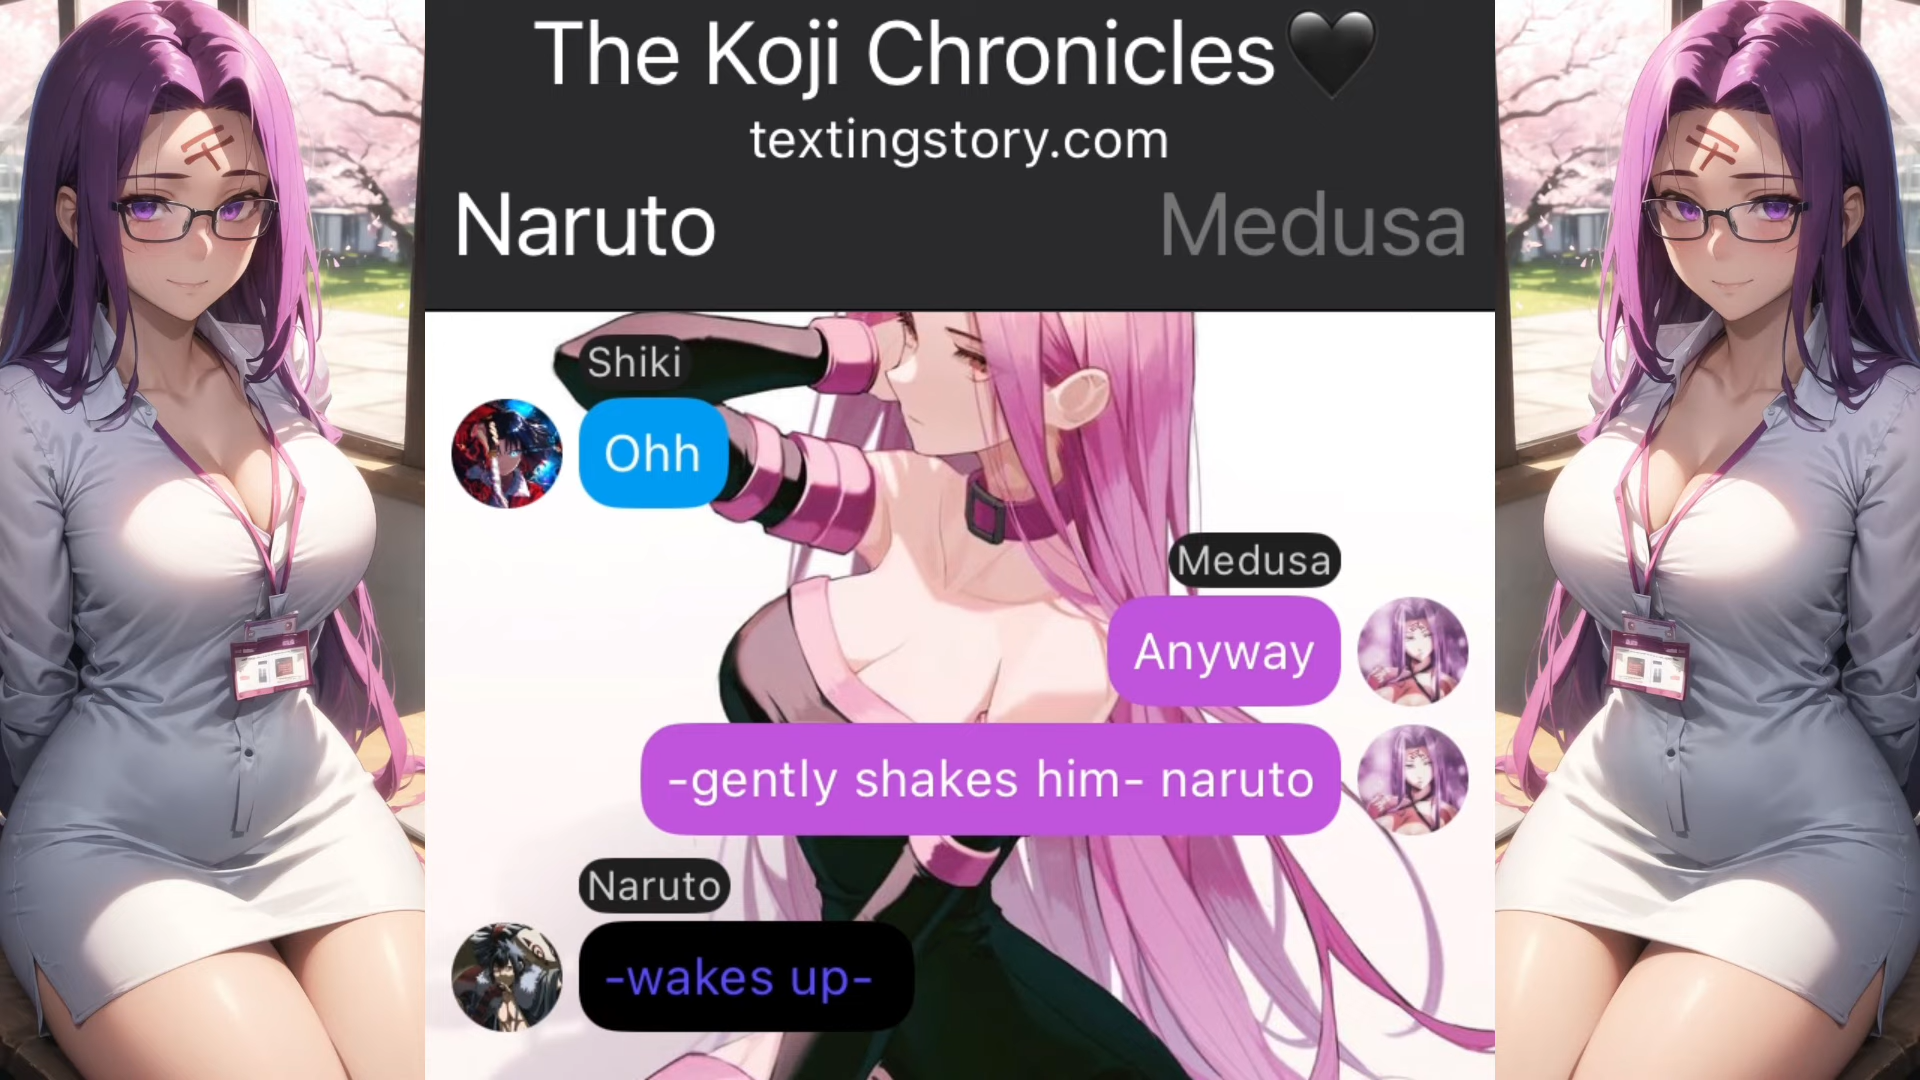 The Koji Chronicles🖤
textingstory.com
Naruto
Medusa
Shiki
Ohh
Medusa
Anyway
-gently shakes him- naruto
Naruto
-wakes up-